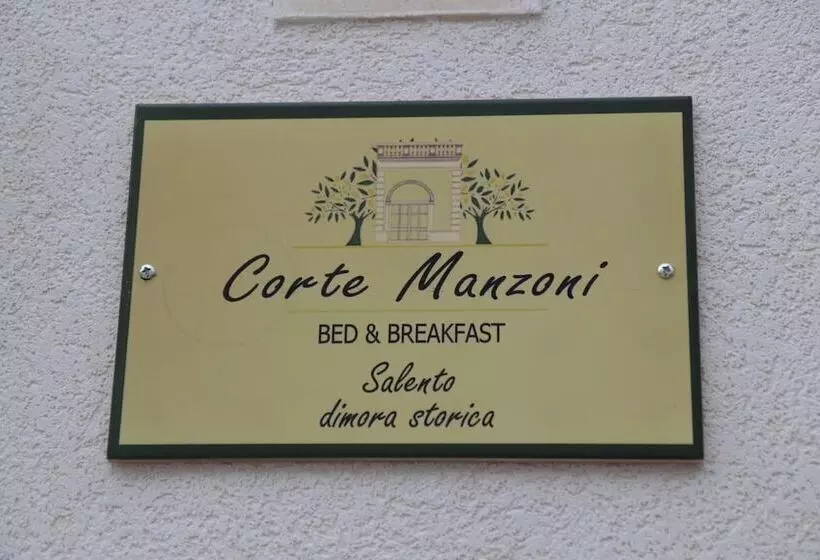 Corte Manzoni
BED & BREAKFAST
Salento
dimora storica